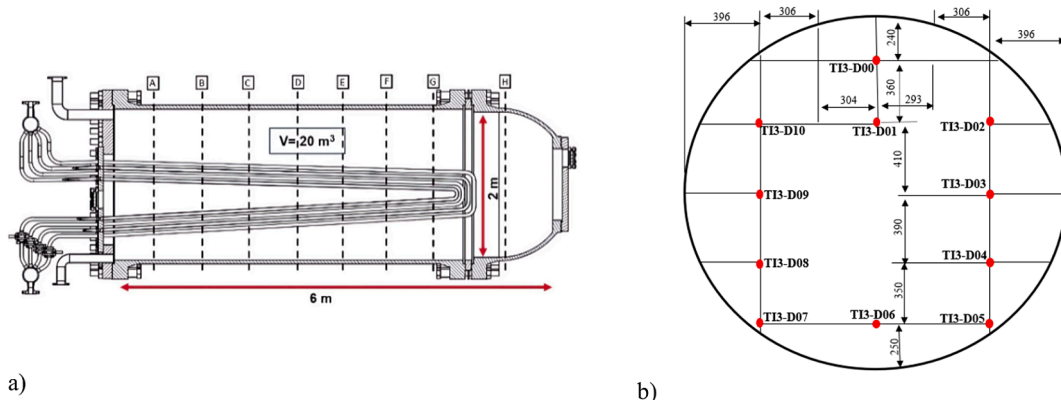 A
B
C
D
E
F
G
H
V= 20 m³
2 m
6 m
a)
396
306
306
396
240
TI3-D00
360
304
293
TI3-D10
TI3-D01
TI3-D02
410
TI3-D09
TI3-D03
390
TI3-D08
TI3-D04
350
TI3-D07
TI3-D06
TI3-D05
250
b)